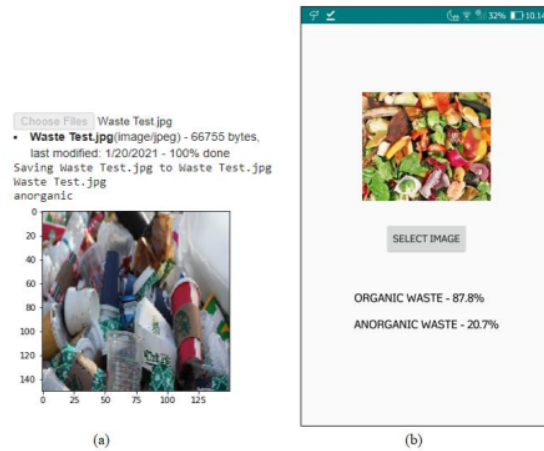 Choose Files Waste Test.jpg
Waste Test.jpg(image/jpeg) - 66755 bytes,
last modified: 1/20/2021 - 100% done
Saving Waste Test.jpg to Waste Test.jpg
Waste Test.jpg
anorganic
0
20
40
60
80
100
120
140
0 25 50 75 100 125
(a)
32% 10.14
SELECT IMAGE
ORGANIC WASTE - 87.8%
ANORGANIC WASTE - 20.7%
(b)